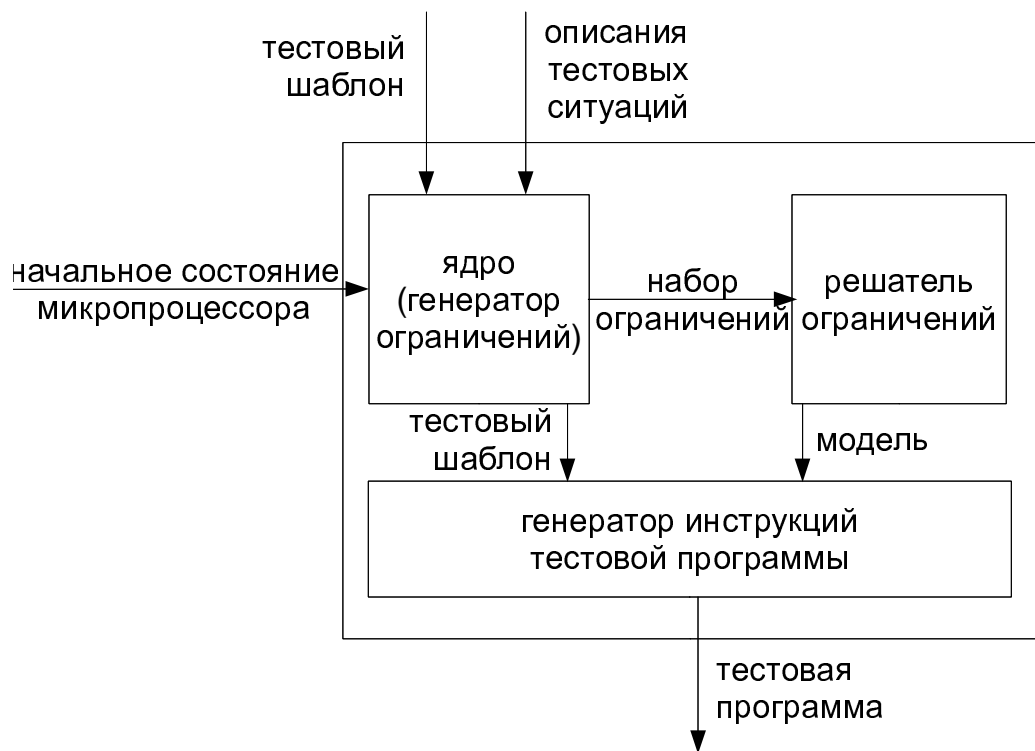 тестовый
шаблон
описания
тестовых
ситуаций
начальное состояние
микропроцессора
ядро
(генератор
ограничений)
набор
ограничений
решатель
ограничений
тестовый
шаблон
модель
генератор инструкций
тестовой программы
тестовая
программа